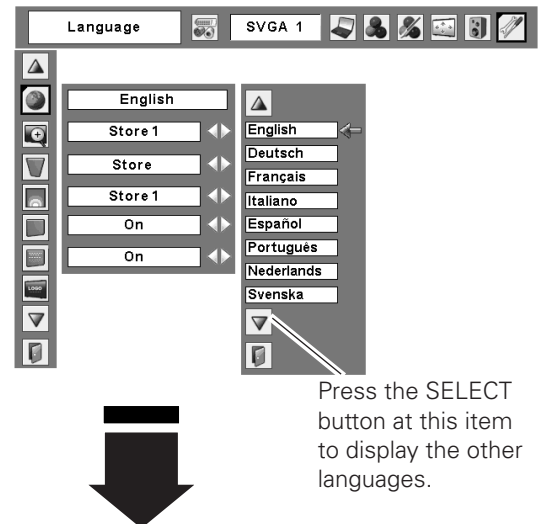 Language
SVGA 1
English
Store 1
Store
Store 1
On
On
LOGO
English
Deutsch
Français
Italiano
Español
Português
Nederlands
Svenska
Press the SELECT
button at this item
to display the other
languages.